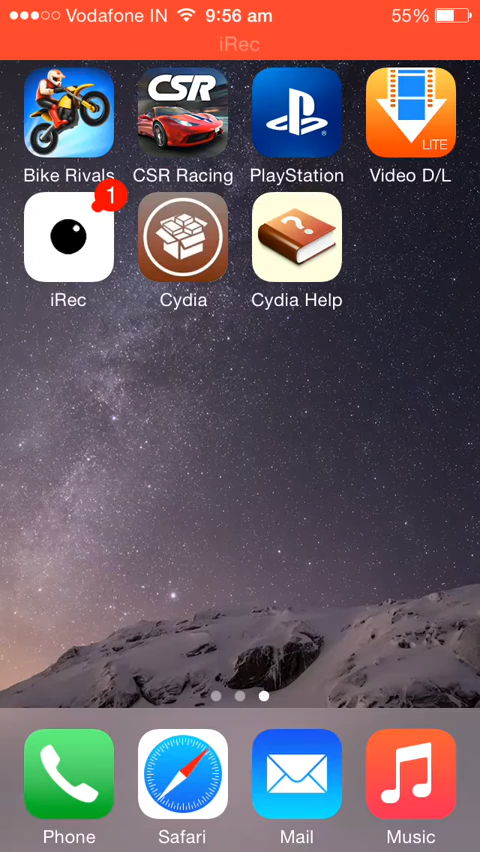 Vodafone IN 9:56 am 55%
iRec
CSR
LITE
Bike Rivals CSR Racing PlayStation Video D/L
1
?
iRec Cydia Cydia Help
Phone Safari Mail Music